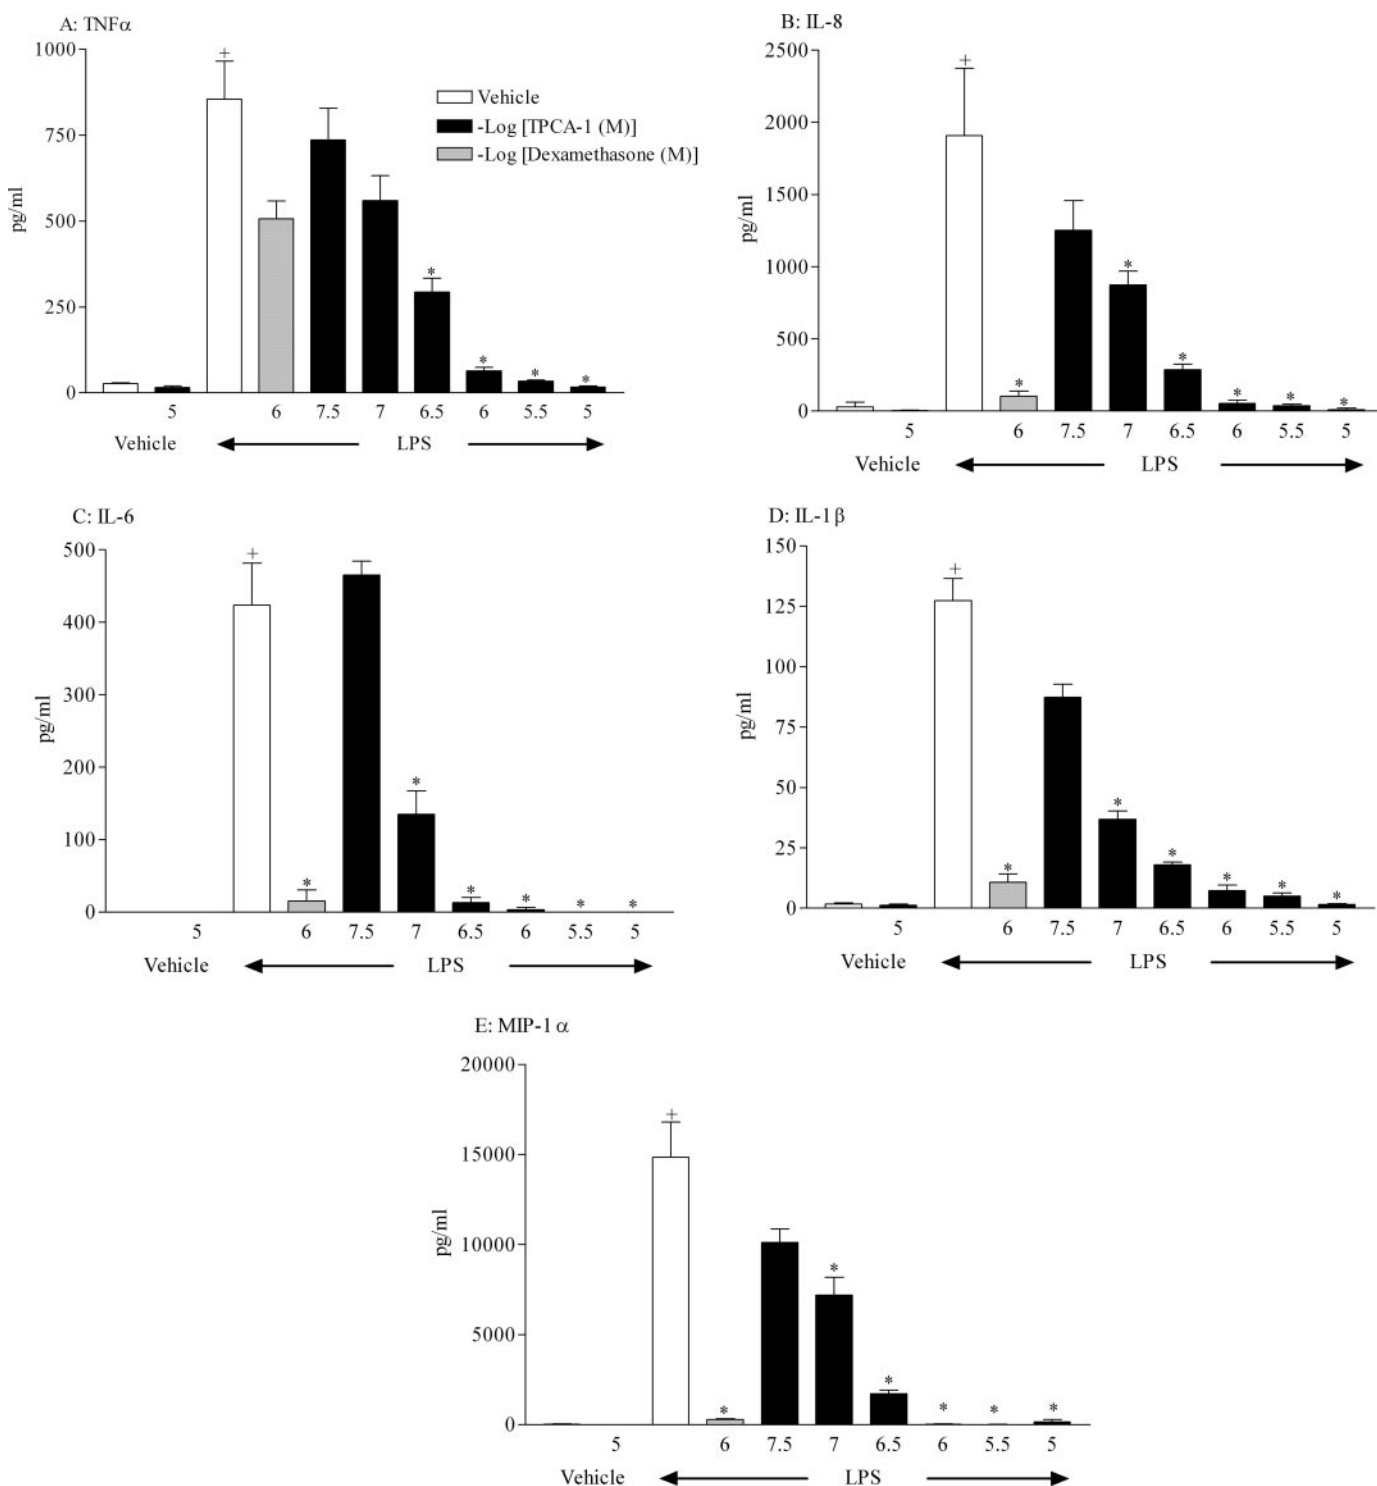 A: TNFα
1000
750
500
250
0
pg/ml
+
* * * *
Vehicle
-Log [TPCA-1 (M)]
-Log [Dexamethasone (M)]
5 6 7.5 7 6.5 6 5.5 5
Vehicle LPS
B: IL-8
2500
2000
1500
1000
500
0
pg/ml
+
* * * * * *
5 6 7.5 7 6.5 6 5.5 5
Vehicle LPS
C: IL-6
500
400
300
200
100
0
pg/ml
+
* * * * * *
5 6 7.5 7 6.5 6 5.5 5
Vehicle LPS
D: IL-1β
150
125
100
75
50
25
0
pg/ml
+
* * * * * *
5 6 7.5 7 6.5 6 5.5 5
Vehicle LPS
E: MIP-1α
20000
15000
10000
5000
0
pg/ml
+
* * * * * *
5 6 7.5 7 6.5 6 5.5 5
Vehicle LPS